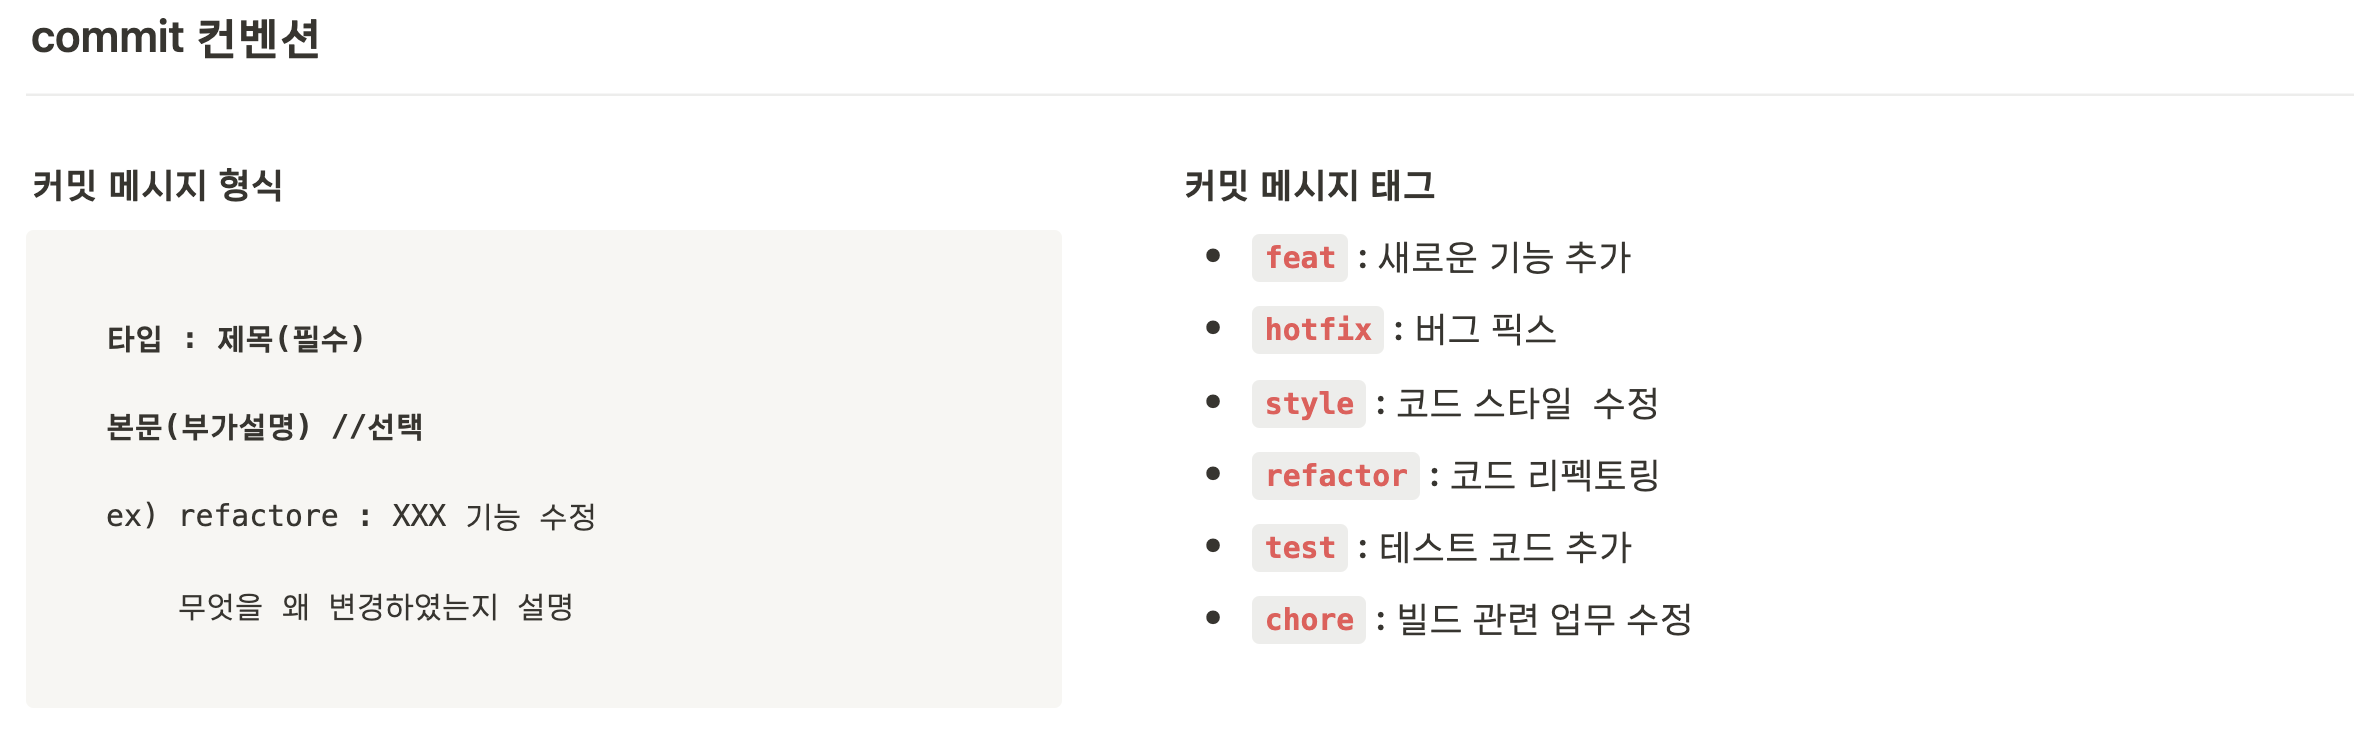 commit 컨벤션
커밋 메시지 형식
타입 : 제목(필수)
본문(부가설명) //선택
ex) refactore : XXX 기능 수정
무엇을 왜 변경하였는지 설명
커밋 메시지 태그
• feat : 새로운 기능 추가
• hotfix : 버그 픽스
• style : 코드 스타일  수정
• refactor : 코드 리펙토링
• test : 테스트 코드 추가
• chore : 빌드 관련 업무 수정